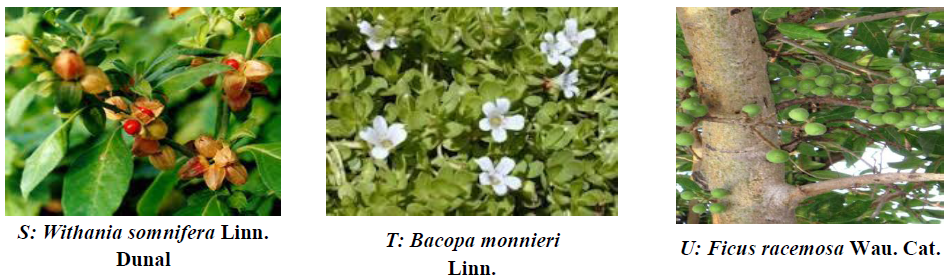 S: Withania somnifera Linn.
Dunal
T: Bacopa monnieri
Linn.
U: Ficus racemosa Wau. Cat.